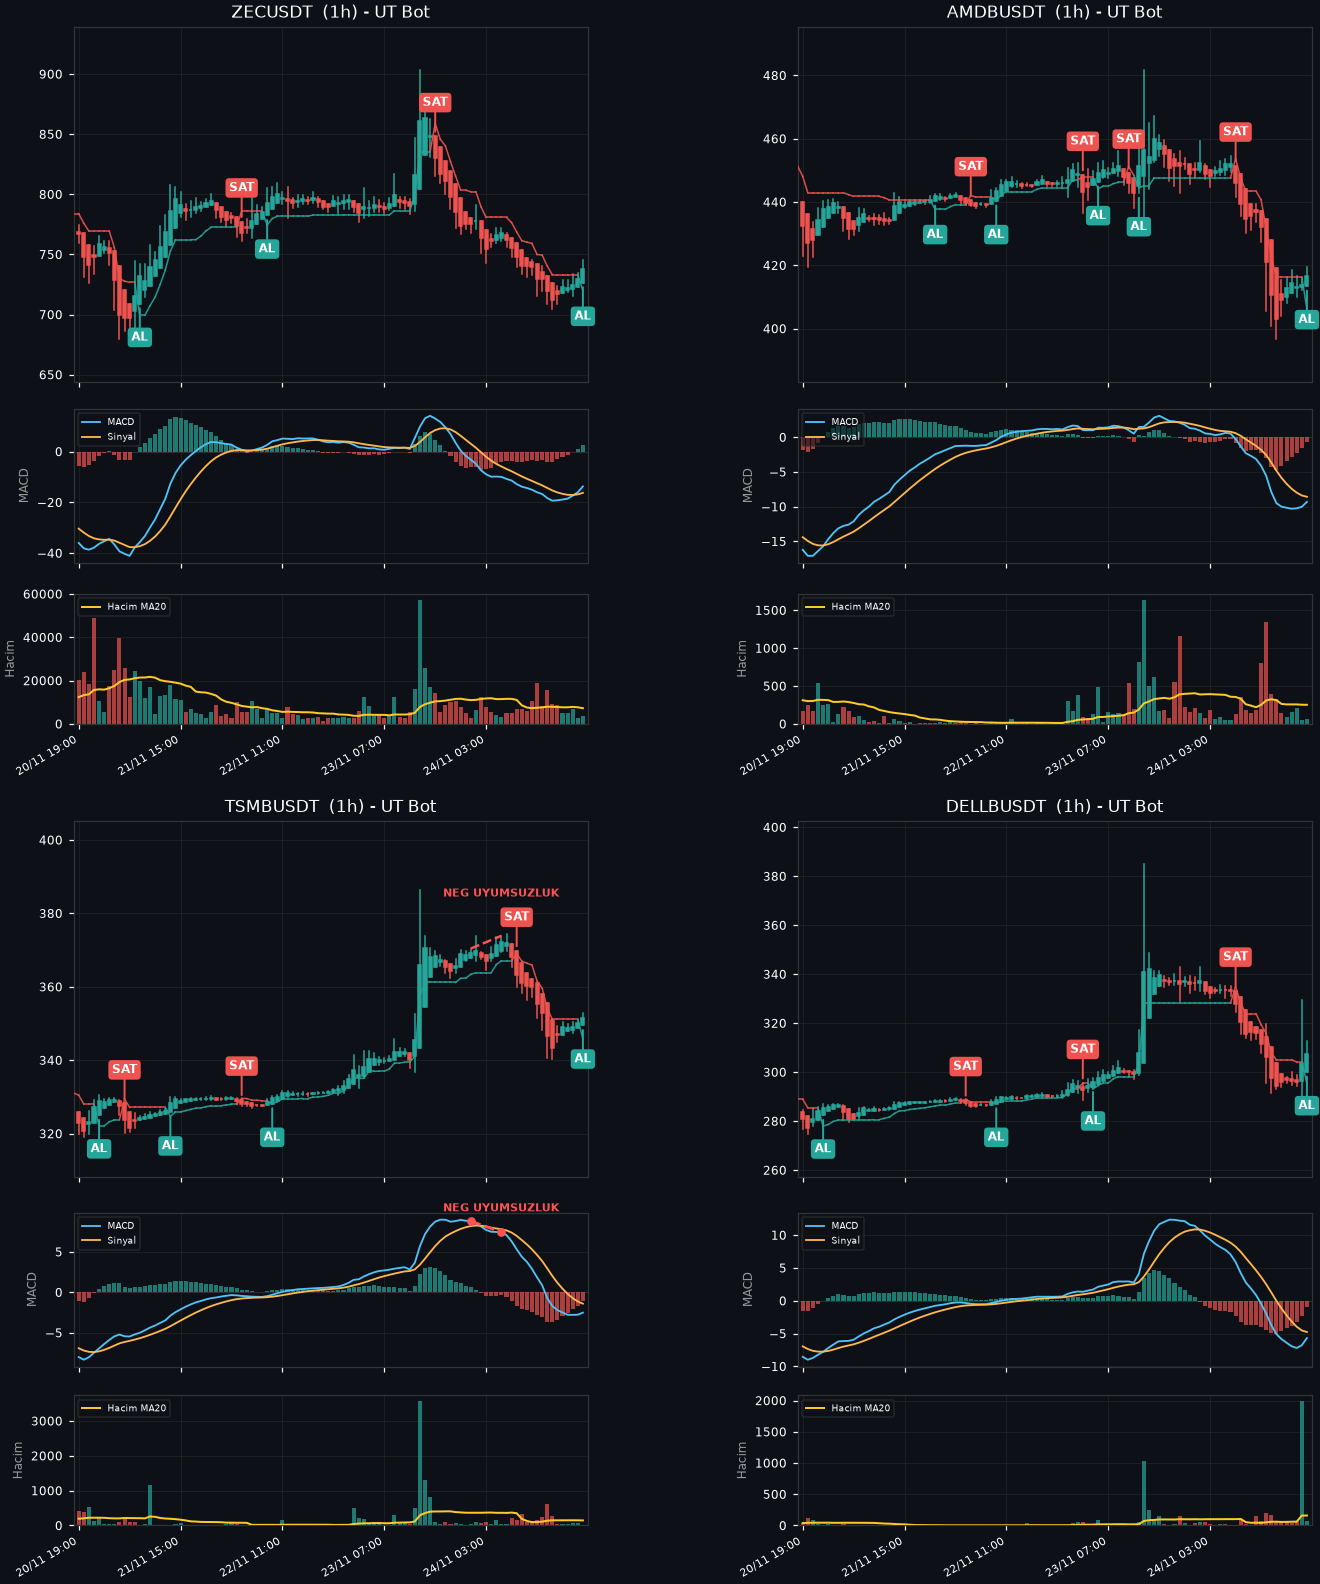 ZECUSDT (1h) - UT Bot
900
850
800
750
700
650
SAT
SAT
AL
AL
AL
MACD
Sinyal
0
−20
−40
MACD
Hacim MA20
60000
40000
20000
0
Hacim
20/11 19:00
21/11 15:00
22/11 11:00
23/11 07:00
24/11 03:00
AMDBUSDT (1h) - UT Bot
480
460
440
420
400
SAT
SAT
SAT
SAT
AL
AL
AL
AL
AL
MACD
Sinyal
0
−5
−10
−15
MACD
Hacim MA20
1500
1000
500
0
Hacim
20/11 19:00
21/11 15:00
22/11 11:00
23/11 07:00
24/11 03:00
TSMBUSDT (1h) - UT Bot
400
380
360
340
320
NEG UYUMSUZLUK
SAT
SAT
SAT
AL
AL
AL
AL
NEG UYUMSUZLUK
MACD
Sinyal
5
0
−5
MACD
Hacim MA20
3000
2000
1000
0
Hacim
20/11 19:00
21/11 15:00
22/11 11:00
23/11 07:00
24/11 03:00
DELLBUSDT (1h) - UT Bot
400
380
360
340
320
300
280
260
SAT
SAT
SAT
AL
AL
AL
AL
MACD
Sinyal
10
5
0
−5
−10
MACD
Hacim MA20
2000
1500
1000
500
0
Hacim
20/11 19:00
21/11 15:00
22/11 11:00
23/11 07:00
24/11 03:00